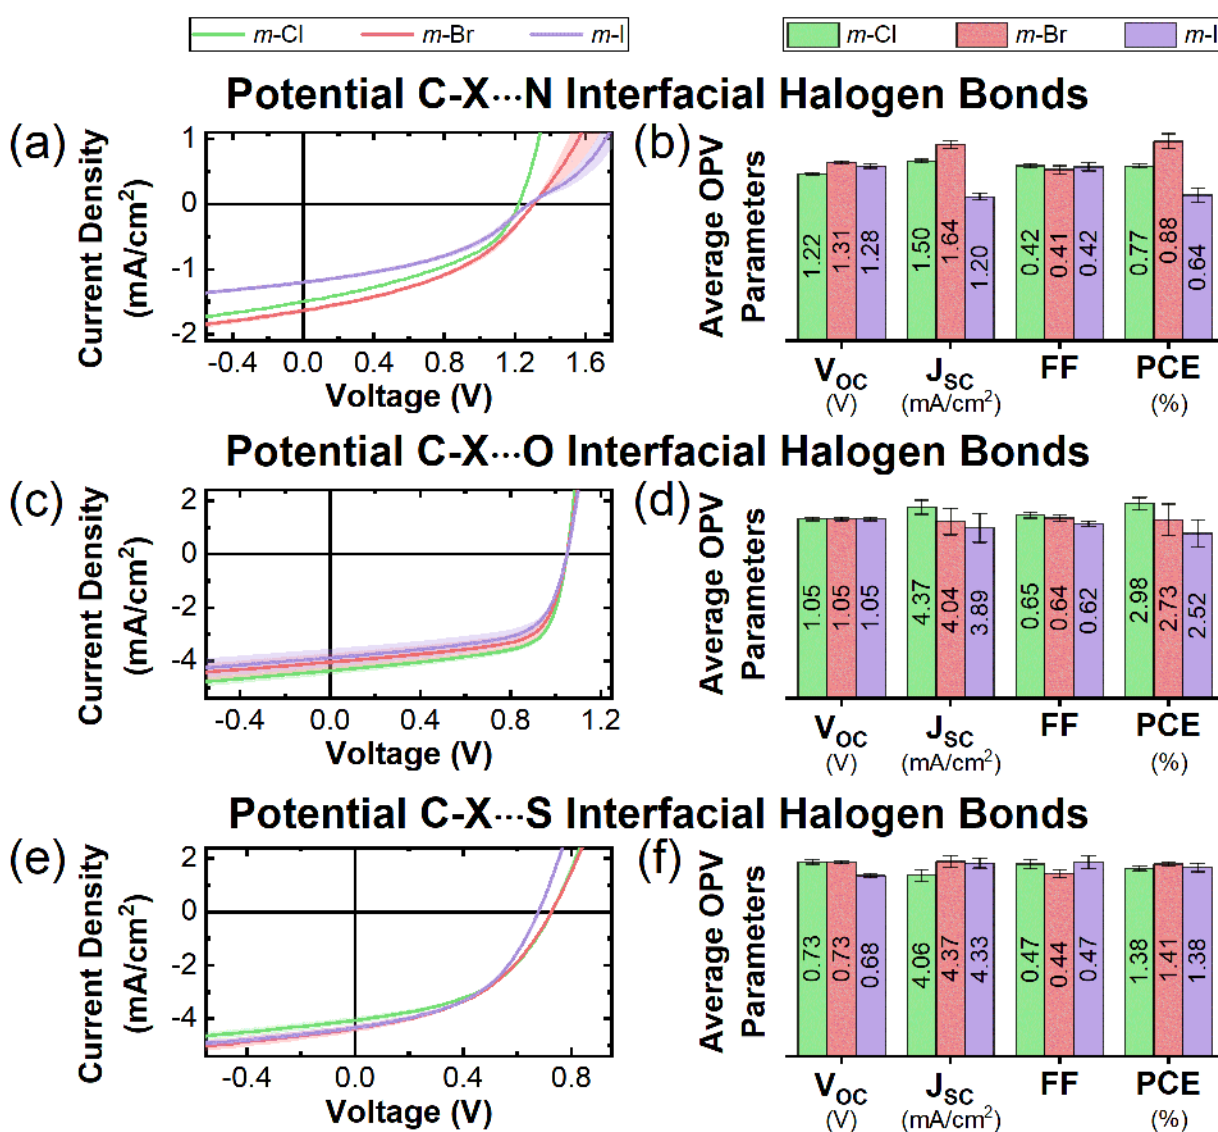 m-Cl m-Br m-I
m-Cl m-Br m-I
Potential C-X···N Interfacial Halogen Bonds
(a)
Current Density
(mA/cm²)
1
0
-1
-2
-0.4 0.0 0.4 0.8 1.2 1.6
Voltage (V)
(b)
Average OPV
Parameters
1.22 1.31 1.28 1.50 1.64 1.20 0.42 0.41 0.42 0.77 0.88 0.64
V_OC J_SC FF PCE
(V) (mA/cm²) (%)
Potential C-X···O Interfacial Halogen Bonds
(c)
Current Density
(mA/cm²)
2
0
-2
-4
-0.4 0.0 0.4 0.8 1.2
Voltage (V)
(d)
Average OPV
Parameters
1.05 1.05 1.05 4.37 4.04 3.89 0.65 0.64 0.62 2.98 2.73 2.52
V_OC J_SC FF PCE
(V) (mA/cm²) (%)
Potential C-X···S Interfacial Halogen Bonds
(e)
Current Density
(mA/cm²)
2
0
-2
-4
-0.4 0.0 0.4 0.8
Voltage (V)
(f)
Average OPV
Parameters
0.73 0.73 0.68 4.06 4.37 4.33 0.47 0.44 0.47 1.38 1.41 1.38
V_OC J_SC FF PCE
(V) (mA/cm²) (%)